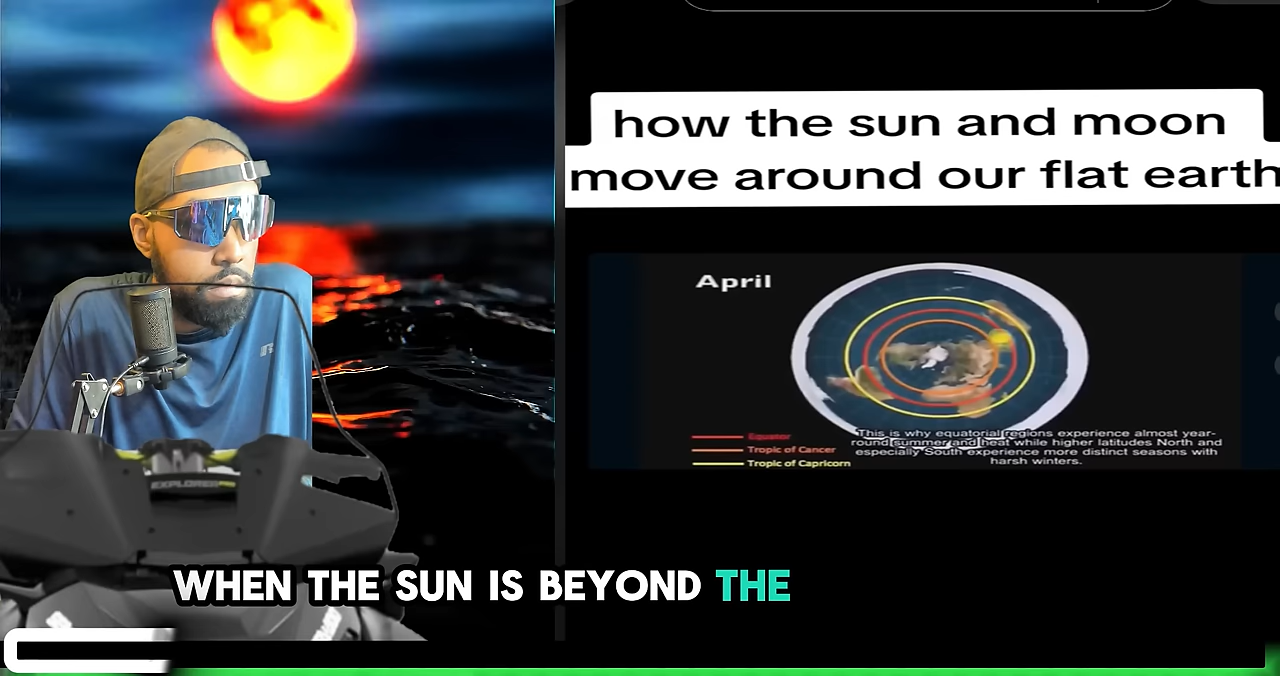 how the sun and moon
move around our flat earth
April
Equator
Tropic of Cancer
Tropic of Capricorn
This is why equatorial regions experience almost year-
round summer and heat while higher latitudes North and
especially South experience more distinct seasons with
harsh winters.
EXPLORER
WHEN THE SUN IS BEYOND THE